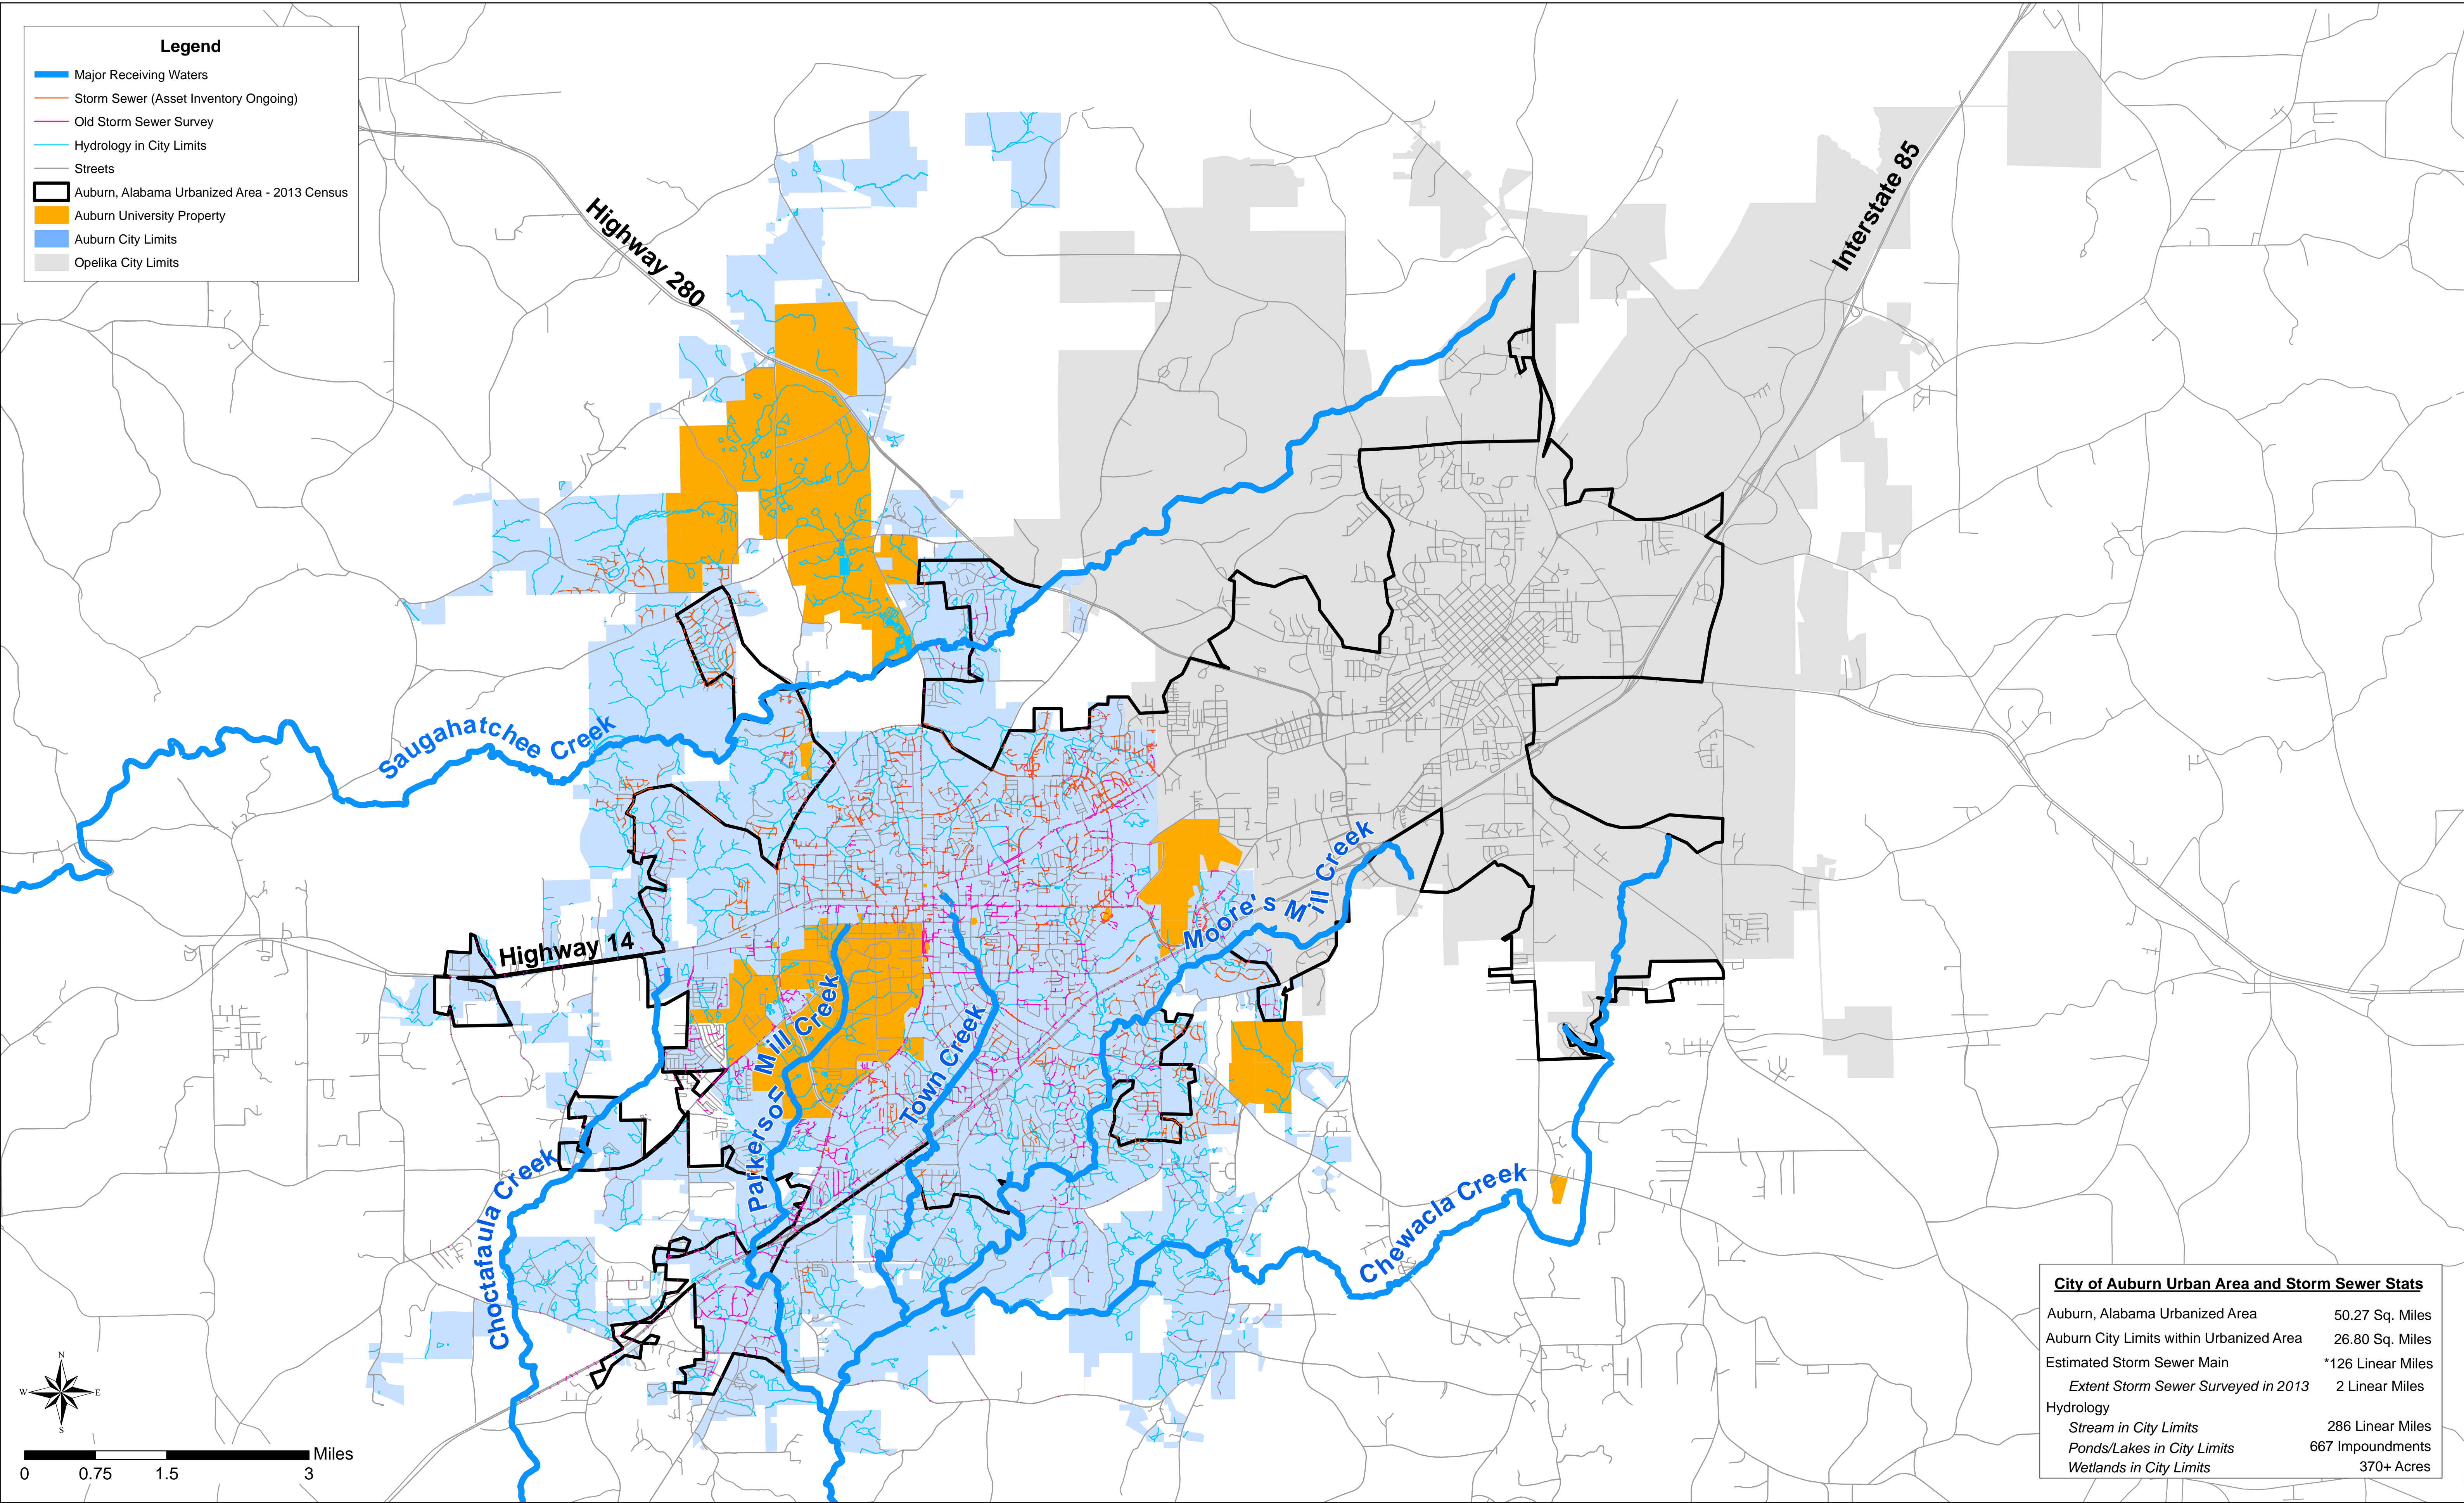 Legend
Major Receiving Waters
Storm Sewer (Asset Inventory Ongoing)
Old Storm Sewer Survey
Hydrology in City Limits
Streets
Auburn, Alabama Urbanized Area - 2013 Census
Auburn University Property
Auburn City Limits
Opelika City Limits
Highway 280
Interstate 85
Saugahatchee Creek
Moore's Mill Creek
Highway 14
Parkerson Mill Creek
Town Creek
Choctafaula Creek
Chewacla Creek
N
W E
S
0 0.75 1.5 3 Miles
City of Auburn Urban Area and Storm Sewer Stats
Auburn, Alabama Urbanized Area 50.27 Sq. Miles
Auburn City Limits within Urbanized Area 26.80 Sq. Miles
Estimated Storm Sewer Main *126 Linear Miles
Extent Storm Sewer Surveyed in 2013 2 Linear Miles
Hydrology
Stream in City Limits 286 Linear Miles
Ponds/Lakes in City Limits 667 Impoundments
Wetlands in City Limits 370+ Acres